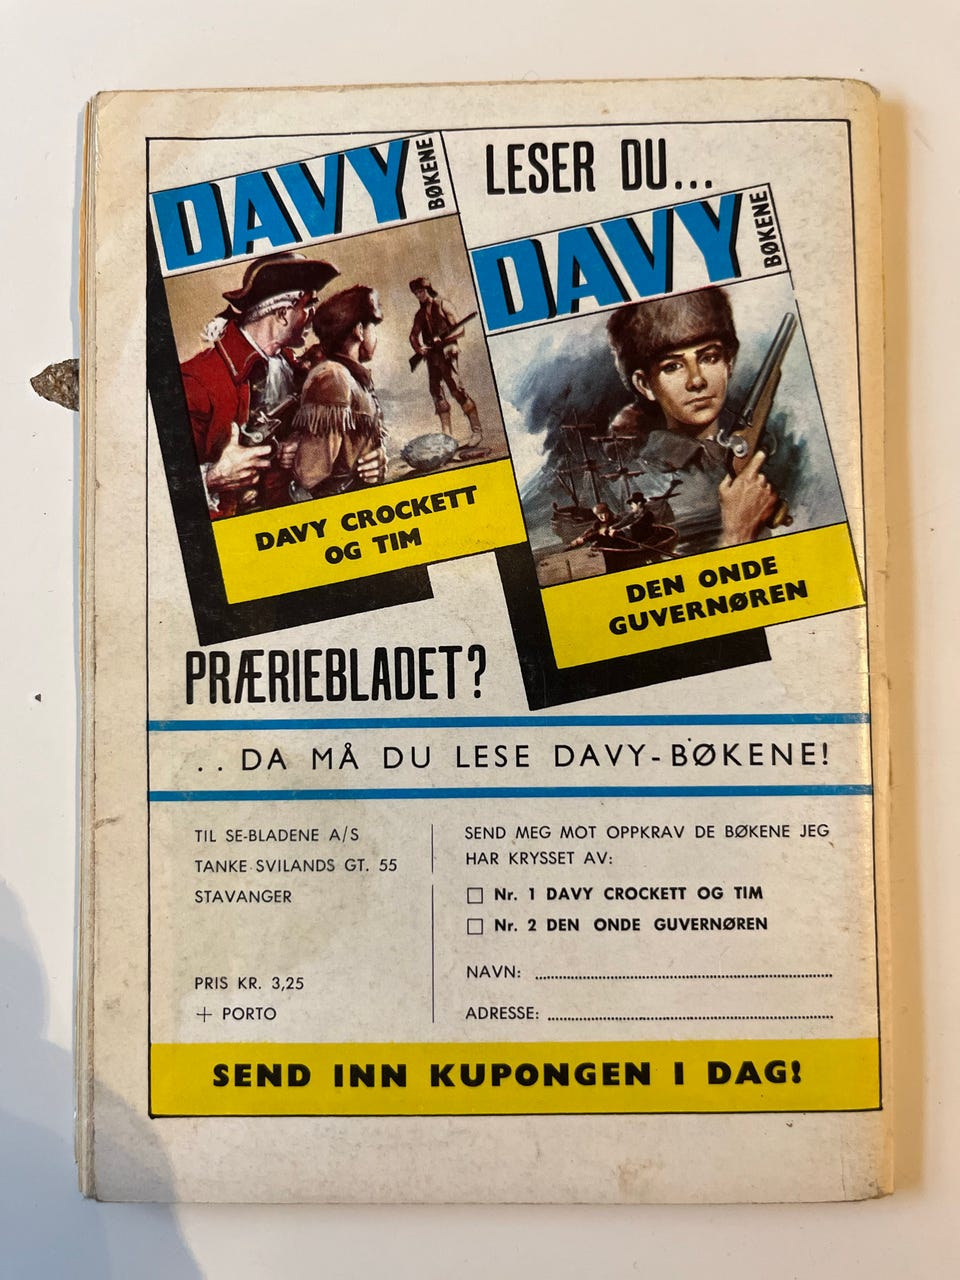 LESER DU...
DAVY
BØKENE
DAVY CROCKETT
OG TIM
DAVY
BØKENE
DEN ONDE
GUVERNØREN
PRÆRIEBLADET?
..DA MÅ DU LESE DAVY-BØKENE!
TIL SE-BLADENE A/S
TANKE SVILANDS GT. 55
STAVANGER
PRIS KR. 3,25
+ PORTO
SEND MEG MOT OPPKRAV DE BØKENE JEG
HAR KRYSSET AV:
□ Nr. 1 DAVY CROCKETT OG TIM
□ Nr. 2 DEN ONDE GUVERNØREN
NAVN: ..............................
ADRESSE: ..............................
SEND INN KUPONGEN I DAG!